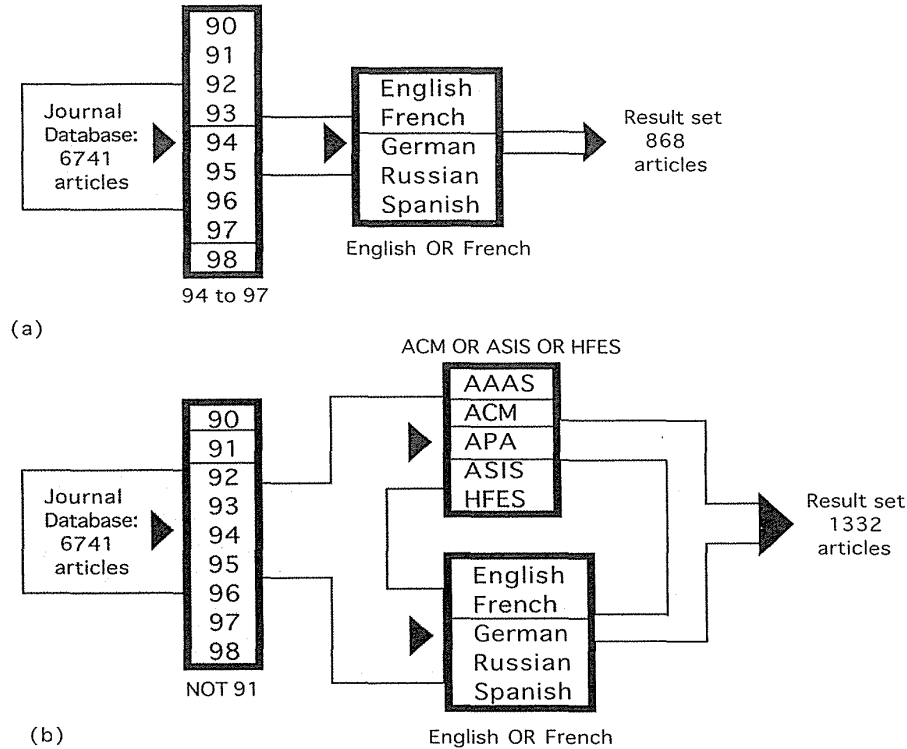 90
91
92
93
94
95
96
97
98
Journal
Database:
6741
articles
94 to 97
English
French
German
Russian
Spanish
English OR French
Result set
868
articles
(a)
ACM OR ASIS OR HFES
90
91
92
93
94
95
96
97
98
Journal
Database:
6741
articles
NOT 91
AAAS
ACM
APA
ASIS
HFES
English
French
German
Russian
Spanish
English OR French
Result set
1332
articles
(b)